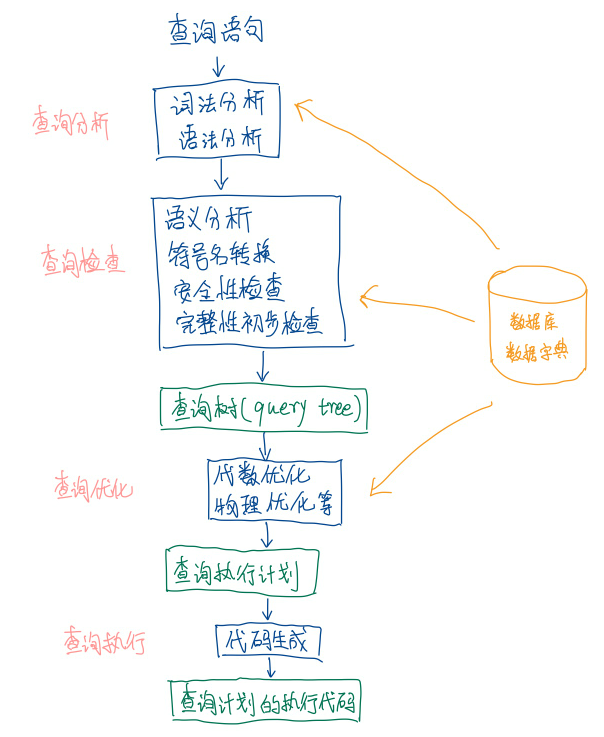 查询语句
查询分析
词法分析
语法分析
查询检查
语义分析
符号名转换
安全性检查
完整性初步检查
数据库
数据字典
查询树(query tree)
查询优化
代数优化
物理优化等
查询执行计划
查询执行
代码生成
查询计划的执行代码